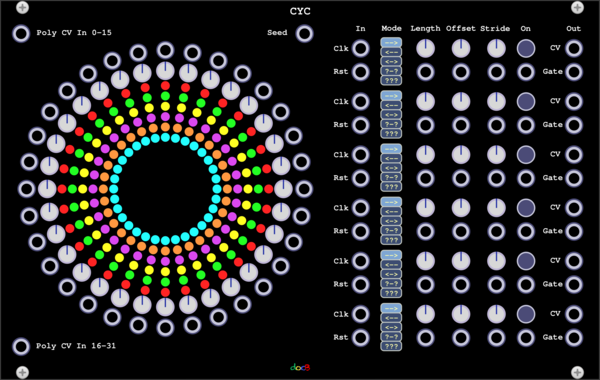 CYC
Poly CV In 0-15
Seed
In Mode Length Offset Stride On Out
Clk --> CV
<--
<->
Rst ?-? Gate
???
Clk --> CV
<--
<->
Rst ?-? Gate
???
Clk --> CV
<--
<->
Rst ?-? Gate
???
Clk --> CV
<--
<->
Rst ?-? Gate
???
Clk --> CV
<--
<->
Rst ?-? Gate
???
Clk --> CV
<--
<->
Rst ?-? Gate
???
Poly CV In 16-31